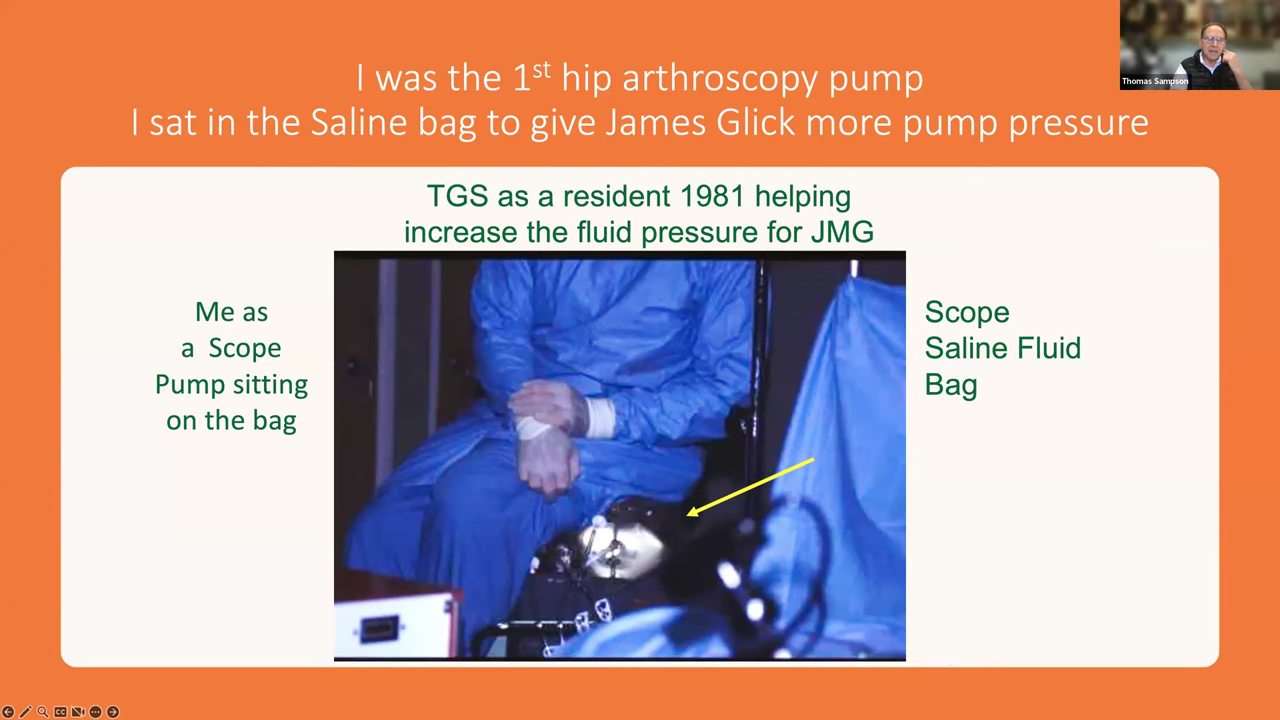 Thomas Sampson
I was the 1st hip arthroscopy pump
I sat in the Saline bag to give James Glick more pump pressure
TGS as a resident 1981 helping
increase the fluid pressure for JMG
Me as
a Scope
Pump sitting
on the bag
Scope
Saline Fluid
Bag
CC